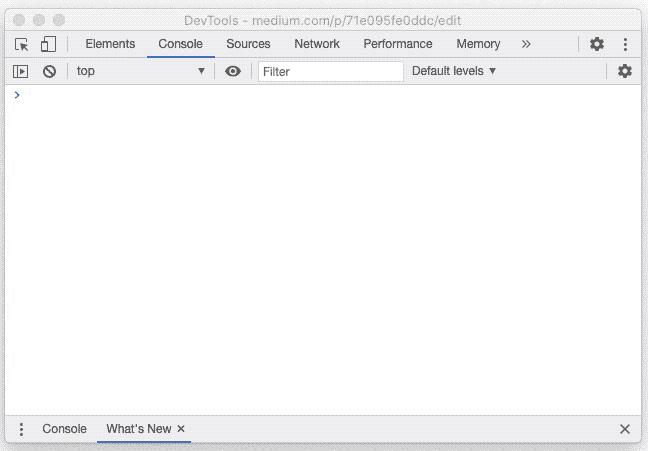 DevTools - medium.com/p/71e095fe0ddc/edit
Elements Console Sources Network Performance Memory »
top ▼ Filter Default levels ▼
>
Console What's New ×